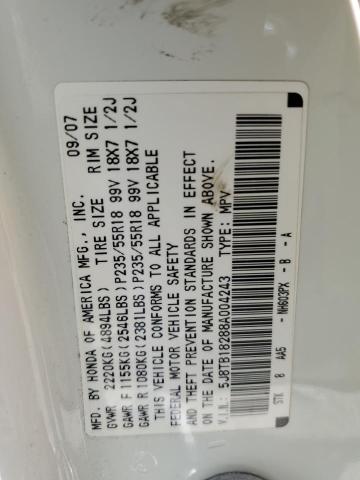 MFD. BY HONDA OF AMERICA MFG., INC. 09/07
GVWR 2220KG(4894LBS) TIRE SIZE RIM SIZE
GAWR F 1155KG(2546LBS)P235/55R18 99V 18X7 1/2J
GAWR R 1080KG(2381LBS)P235/55R18 99V 18X7 1/2J
THIS VEHICLE CONFORMS TO ALL APPLICABLE
FEDERAL MOTOR VEHICLE SAFETY
AND THEFT PREVENTION STANDARDS IN EFFECT
ON THE DATE OF MANUFACTURE SHOWN ABOVE.
V.I.N.: 5J8TB18288A004243 TYPE: MPV
STK 0 AA5 - NH603PX - B - A